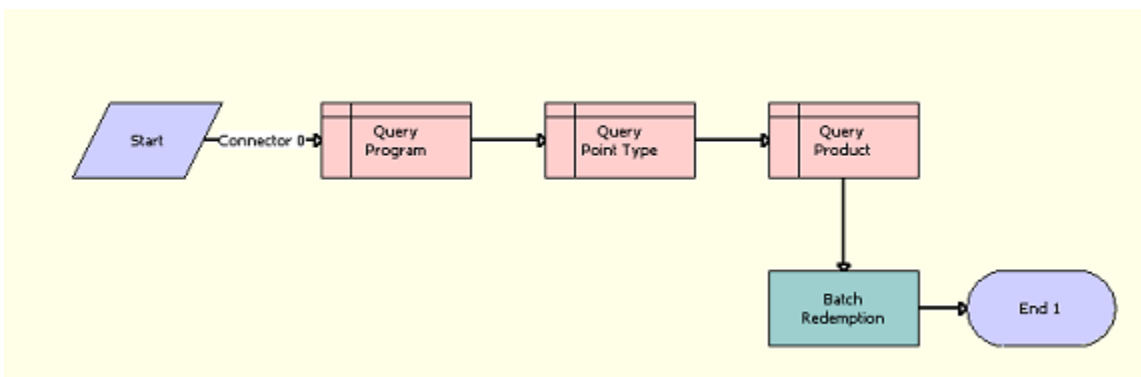 Start
Connector 0
Query
Program
Query
Point Type
Query
Product
Batch
Redemption
End 1